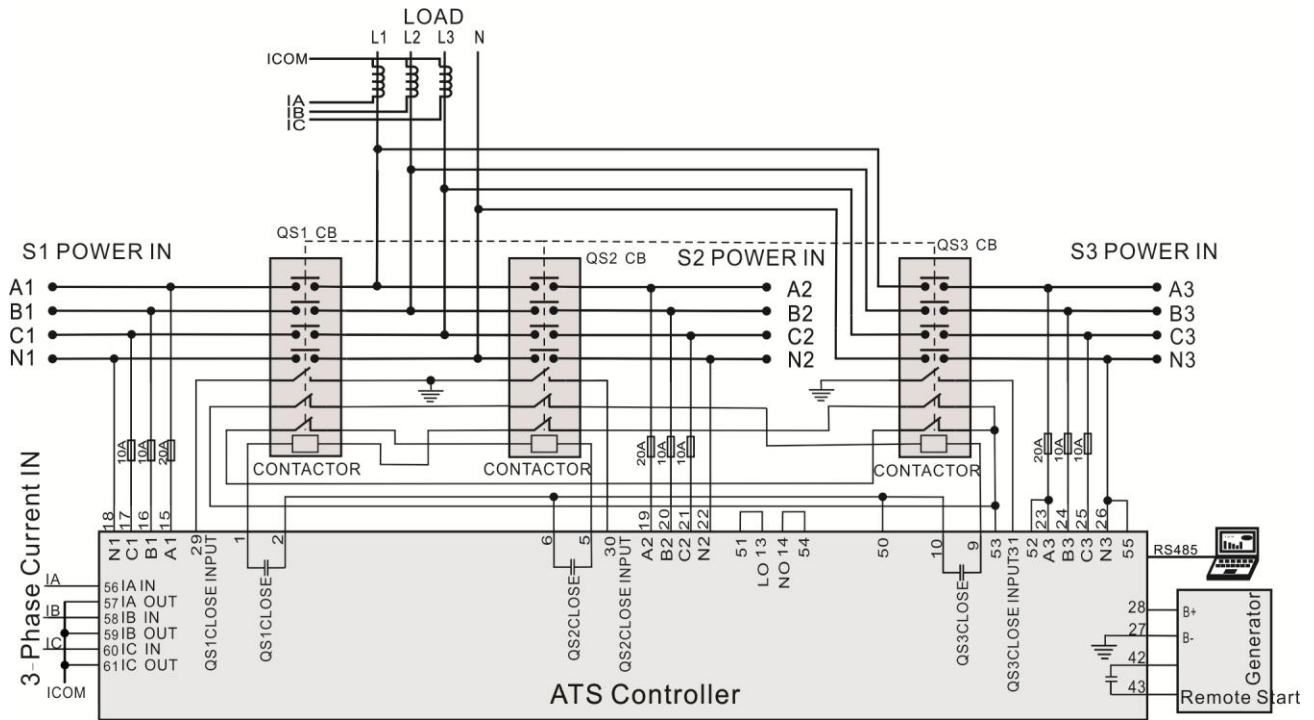 LOAD
L1 L2 L3 N
ICOM
IA
IB
IC
QS1 CB
QS2 CB
QS3 CB
S1 POWER IN
S2 POWER IN
S3 POWER IN
A1
B1
C1
N1
A2
B2
C2
N2
A3
B3
C3
N3
10A
10A
20A
20A
10A
10A
20A
10A
10A
CONTACTOR
CONTACTOR
CONTACTOR
3-Phase Current IN
18
17
16
15
29
1
2
6
5
30
19
20
21
22
51
13
14
54
50
10
9
53
31
52
23
24
25
26
55
N1
C1
B1
A1
QS1CLOSE INPUT
QS1CLOSE
QS2CLOSE
QS2CLOSE INPUT
A2
B2
C2
N2
LO
NO
QS3CLOSE
QS3CLOSE INPUT
A3
B3
C3
N3
IA
56 IA IN
57 IA OUT
IB
58 IB IN
59 IB OUT
IC
60 IC IN
61 IC OUT
ICOM
ATS Controller
RS485
28
27
42
43
B+
B-
Generator
Remote Start